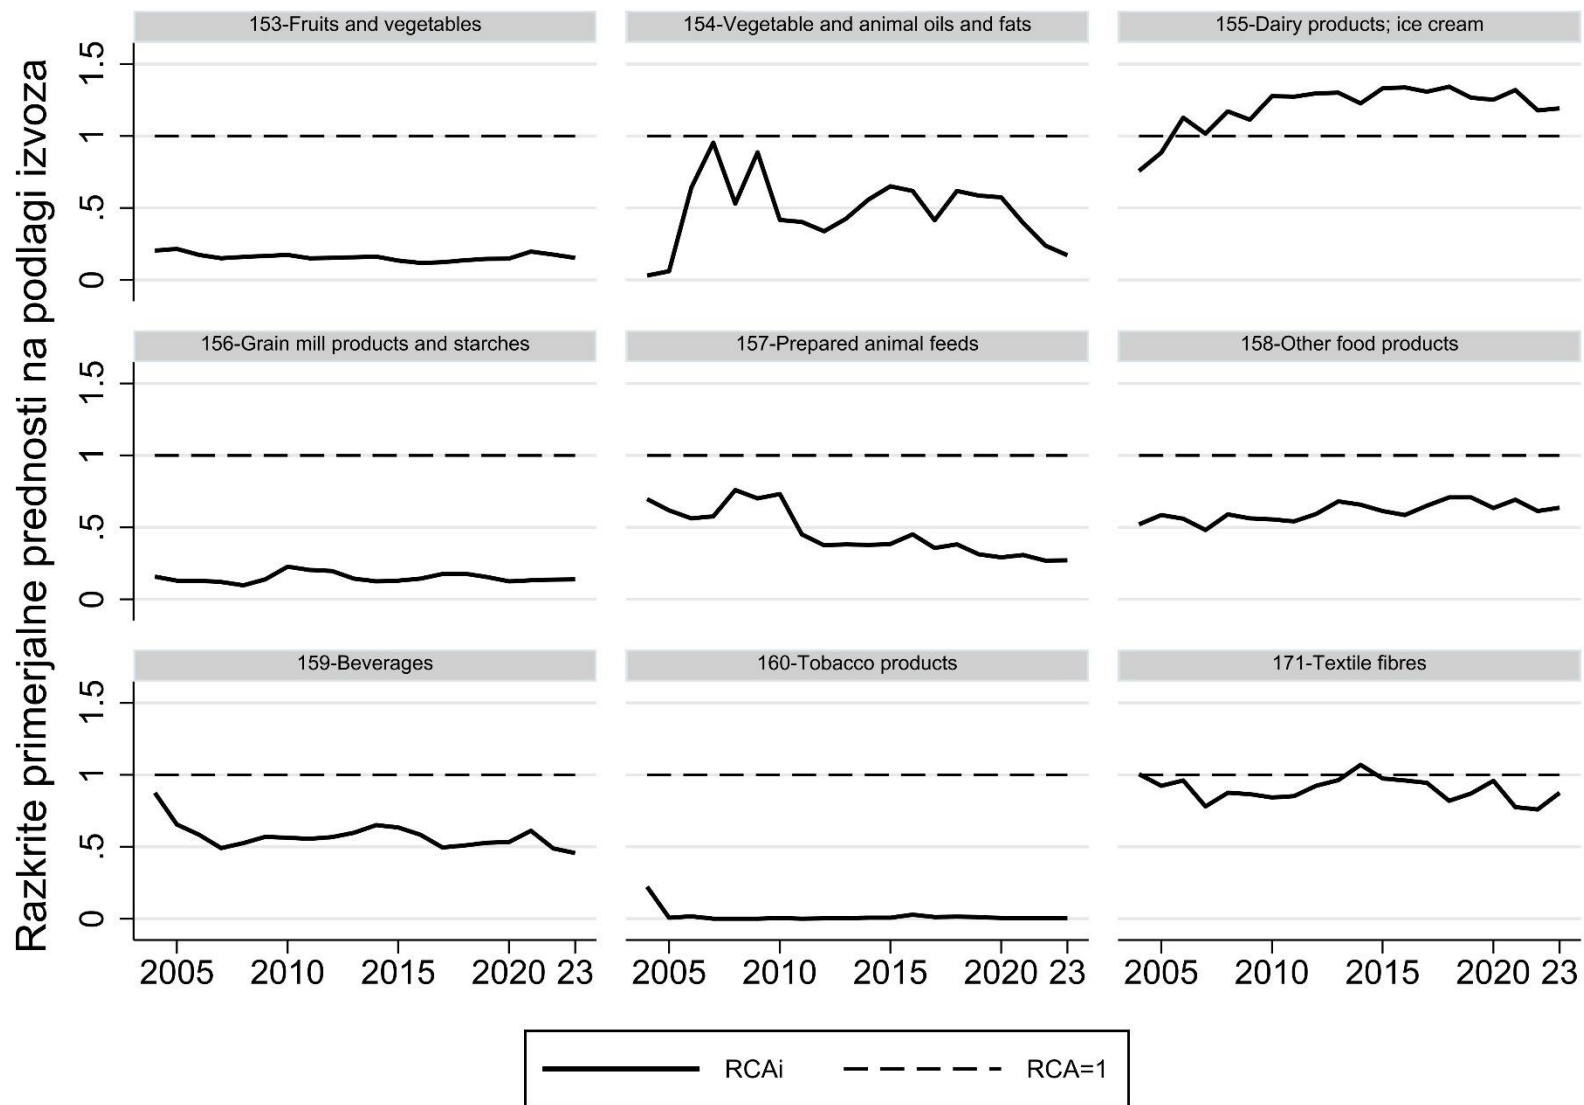 Razkrite primerjalne prednosti na podlagi izvoza
153-Fruits and vegetables
154-Vegetable and animal oils and fats
155-Dairy products; ice cream
1.5
1
.5
0
156-Grain mill products and starches
157-Prepared animal feeds
158-Other food products
1.5
1
.5
0
159-Beverages
160-Tobacco products
171-Textile fibres
1.5
1
.5
0
2005 2010 2015 2020 23
2005 2010 2015 2020 23
2005 2010 2015 2020 23
RCAi
RCA=1